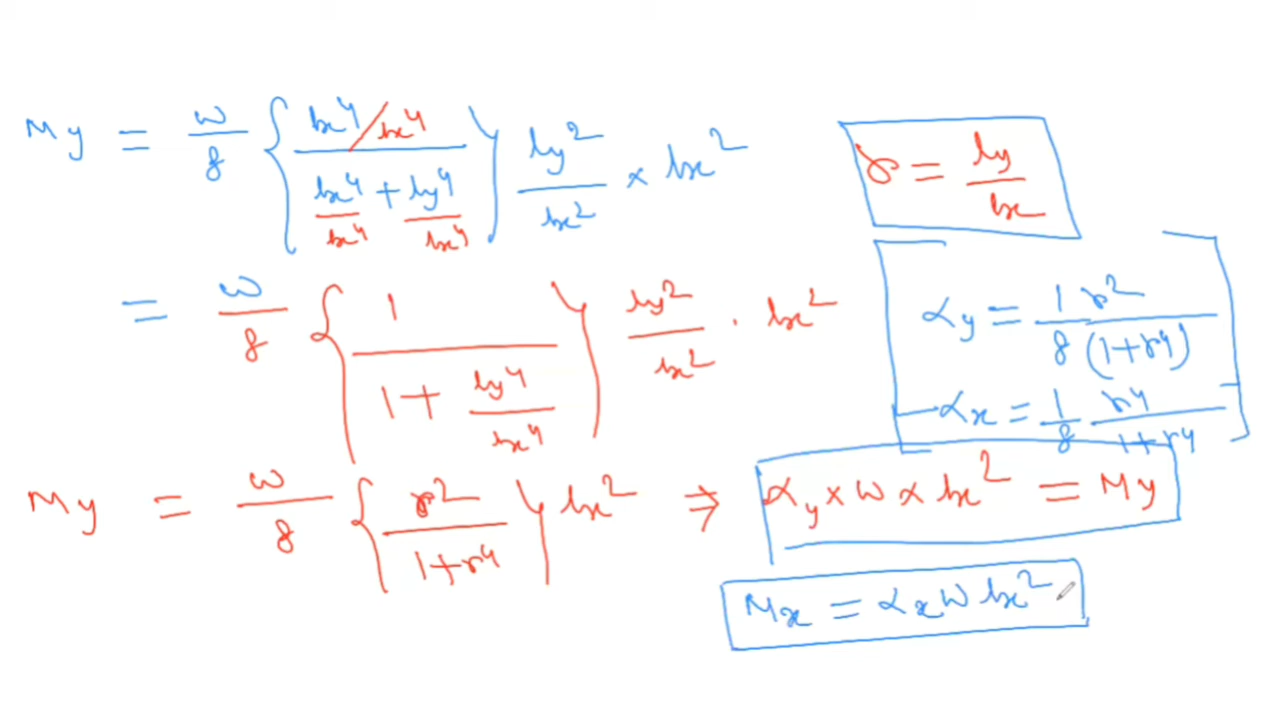 My = w/8 { (lx⁴/lx⁴) / (lx⁴/lx⁴ + ly⁴/lx⁴) } ly²/lx² × lx²
r = ly/lx
= w/8 { 1 / (1 + ly⁴/lx⁴) } ly²/lx² · lx²
αy = 1/8 r²/(1+r⁴)
αx = 1/8 r⁴/1+r⁴
My = w/8 { r²/1+r⁴ } lx² ⇒ αy × w × lx² = My
Mx = αx w lx²